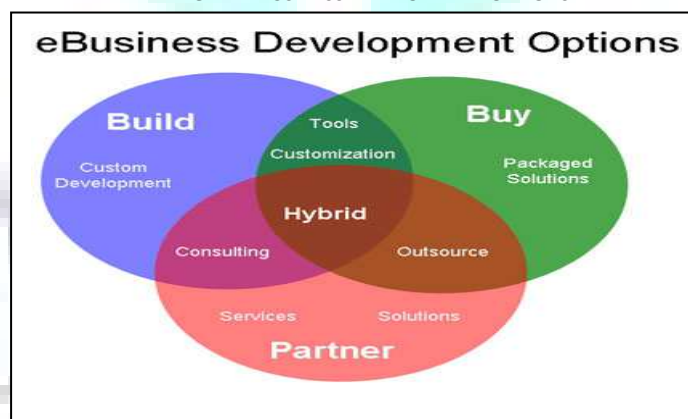 eBusiness Development Options
Build
Buy
Tools
Customization
Custom
Development
Packaged
Solutions
Hybrid
Consulting
Outsource
Services
Solutions
Partner